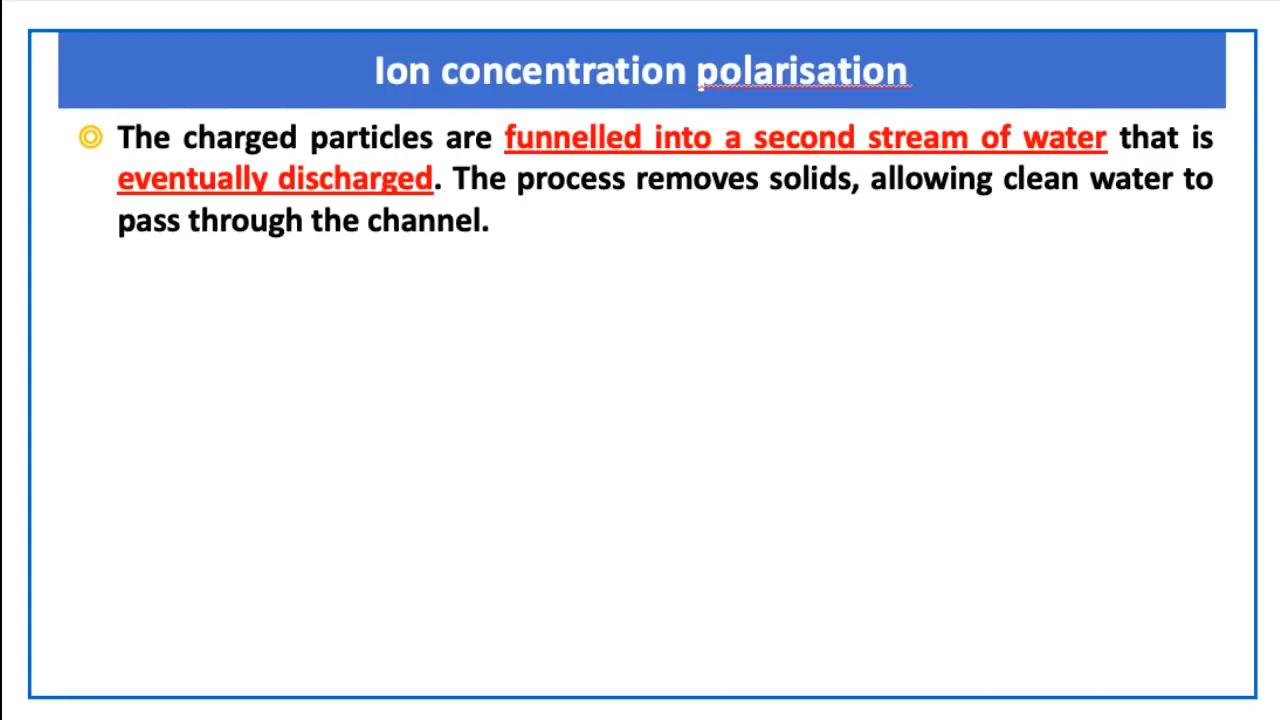 Ion concentration polarisation
The charged particles are funnelled into a second stream of water that is
eventually discharged. The process removes solids, allowing clean water to
pass through the channel.